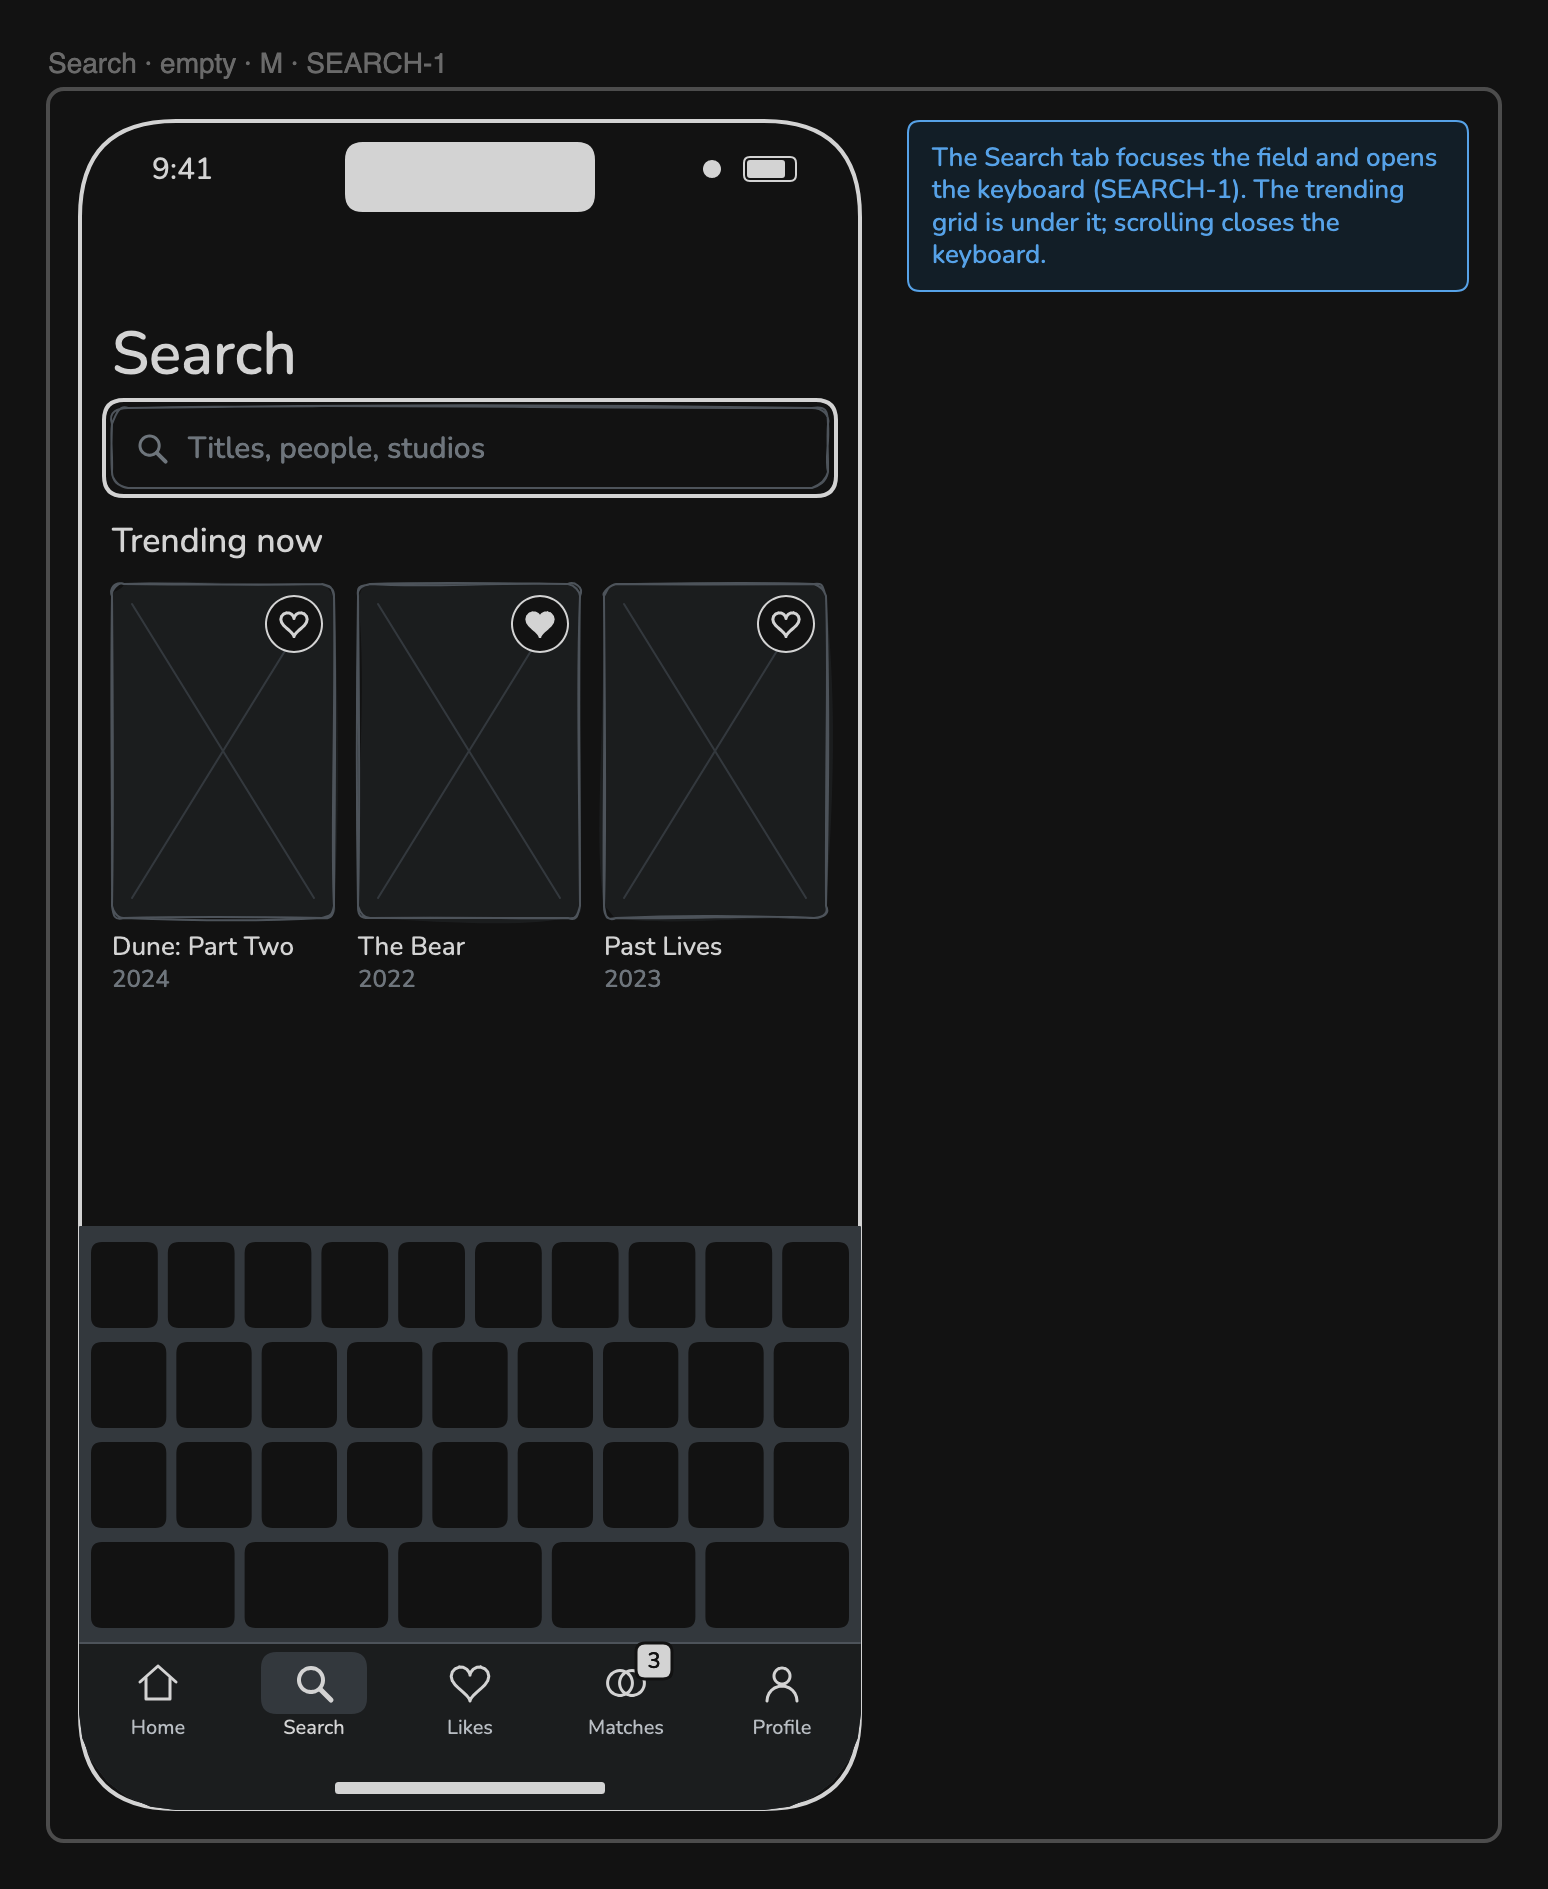 Search · empty · M · SEARCH-1
9:41
The Search tab focuses the field and opens
the keyboard (SEARCH-1). The trending
grid is under it; scrolling closes the
keyboard.
Search
Titles, people, studios
Trending now
Dune: Part Two
2024
The Bear
2022
Past Lives
2023
3
Home
Search
Likes
Matches
Profile